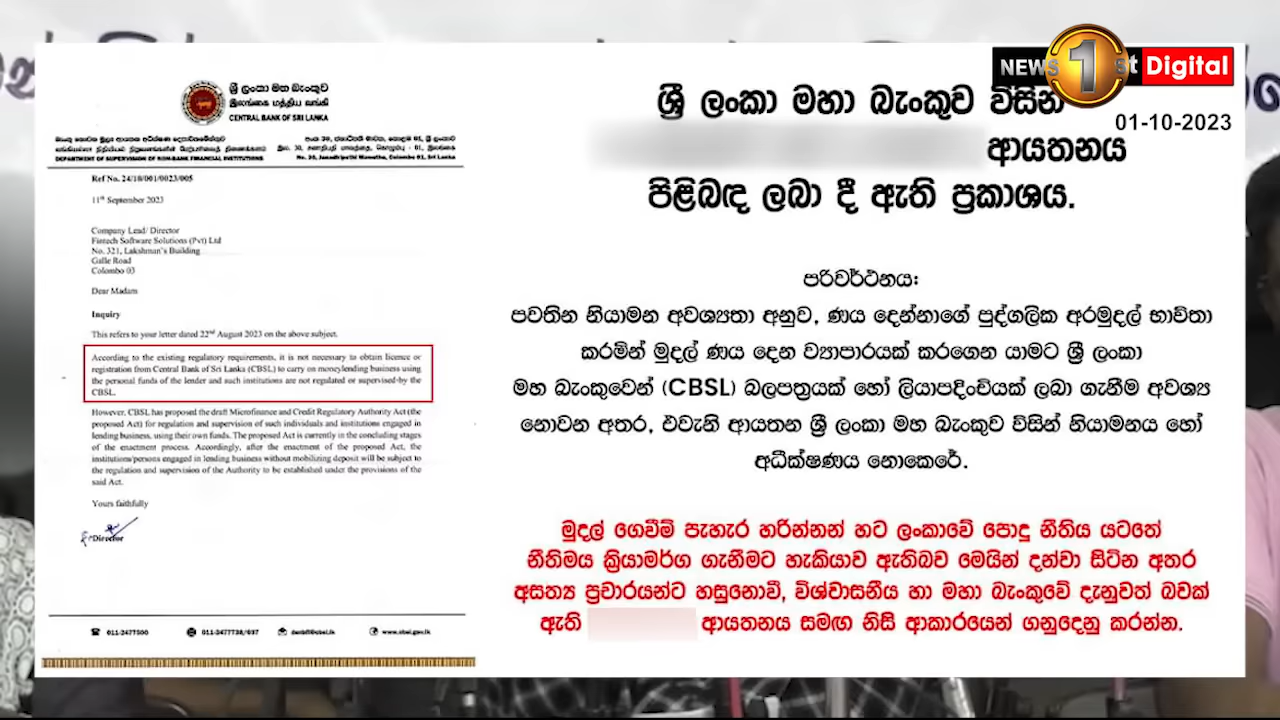 NEWS 1st Digital
01-10-2023
ශ්‍රී ලංකා මහ බැංකුව
இலங்கை மத்திய வங்கி
CENTRAL BANK OF SRI LANKA
DEPARTMENT OF SUPERVISION OF NON-BANK FINANCIAL INSTITUTIONS
No. 30, Janadhipathi Mawatha, Colombo 01, Sri Lanka
Ref No. 24/10/001/0023/005
11th September 2023
Company Lead/ Director
Fintech Software Solutions (Pvt) Ltd
No. 321, Lakshman's Building
Galle Road
Colombo 03
Dear Madam
Inquiry
This refers to your letter dated 22nd August 2023 on the above subject.
According to the existing regulatory requirements, it is not necessary to obtain licence or
registration from Central Bank of Sri Lanka (CBSL) to carry on moneylending business using
the personal funds of the lender and such institutions are not regulated or supervised by the
CBSL.
However, CBSL has proposed the draft Microfinance and Credit Regulatory Authority Act (the
proposed Act) for regulation and supervision of such individuals and institutions engaged in
lending business, using their own funds. The proposed Act is currently in the concluding stages
of the enactment process. Accordingly, after the enactment of the proposed Act, the
institutions/persons engaged in lending business without mobilizing deposit will be subject to
the regulation and supervision of the Authority to be established under the provisions of the
said Act.
Yours faithfully
Director
011-2477500
www.cbsl.gov.lk
ශ්‍රී ලංකා මහා බැංකුව විසින්
ආයතනය
පිළිබඳ ලබා දී ඇති ප්‍රකාශය.
පරිවර්ථනය:
පවතින නියාමන අවශ්‍යතා අනුව, ණය දෙන්නාගේ පුද්ගලික අරමුදල් භාවිතා
කරමින් මුදල් ණය දෙන ව්‍යාපාරයක් කරගෙන යාමට ශ්‍රී ලංකා
මහ බැංකුවෙන් (CBSL) බලපත්‍රයක් හෝ ලියාපදිංචියක් ලබා ගැනීම අවශ්‍ය
නොවන අතර, එවැනි ආයතන ශ්‍රී ලංකා මහ බැංකුව විසින් නියාමනය හෝ
අධීක්ෂණය නොකෙරේ.
මුදල් ගෙවීම් පැහැර හරින්නන් හට ලංකාවේ පොදු නීතිය යටතේ
නීතිමය ක්‍රියාමර්ග ගැනීමට හැකියාව ඇතිබව මෙයින් දන්වා සිටින අතර
අසත්‍ය ප්‍රචාරයන්ට හසුනොවී, විශ්වාසනීය හා මහා බැංකුවේ දැනුවත් බවක්
ඇති ආයතනය සමඟ නිසි ආකාරයෙන් ගනුදෙනු කරන්න.